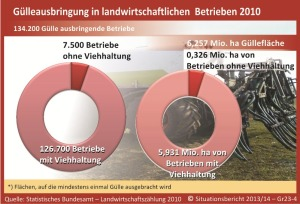 Gülleausbringung in landwirtschaftlichen Betrieben 2010
134.200 Gülle ausbringende Betriebe
7.500 Betriebe
ohne Viehhaltung
6,257 Mio. ha Güllefläche
0,326 Mio. ha von
Betrieben ohne Viehhaltung
126.700 Betriebe
mit Viehhaltung
5,931 Mio. ha von
Betrieben mit
Viehhaltung
*) Flächen, auf die mindestens einmal Gülle ausgebracht wird
Quelle: Statistisches Bundesamt – Landwirtschaftszählung 2010
© Situationsbericht 2013/14 – Gr23-4